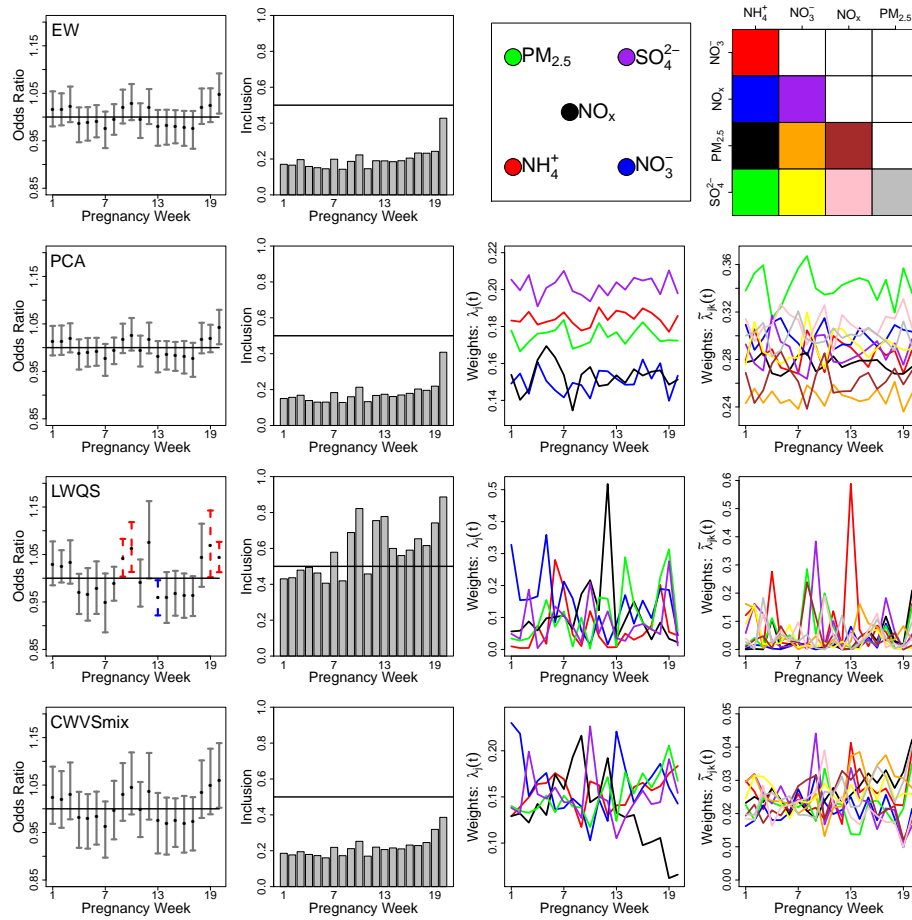 EW
Odds Ratio
0.85 0.95 1.05 1.15
1 7 13 19
Pregnancy Week
Inclusion
0.0 0.2 0.4 0.6 0.8 1.0
1 7 13 19
Pregnancy Week
PM2.5
SO4^2−
NOx
NH4^+
NO3^−
NH4^+ NO3^− NOx PM2.5
NO3^−
NOx
PM2.5
SO4^2−
PCA
Odds Ratio
0.85 0.95 1.05 1.15
1 7 13 19
Pregnancy Week
Inclusion
0.0 0.2 0.4 0.6 0.8 1.0
1 7 13 19
Pregnancy Week
Weights: λj(t)
0.14 0.16 0.18 0.20 0.22
1 7 13 19
Pregnancy Week
Weights: λ̃jk(t)
0.24 0.28 0.32 0.36
1 7 13 19
Pregnancy Week
LWQS
Odds Ratio
0.85 0.95 1.05 1.15
1 7 13 19
Pregnancy Week
Inclusion
0.0 0.2 0.4 0.6 0.8 1.0
1 7 13 19
Pregnancy Week
Weights: λj(t)
0.0 0.1 0.2 0.3 0.4 0.5
1 7 13 19
Pregnancy Week
Weights: λ̃jk(t)
0.0 0.1 0.2 0.3 0.4 0.5 0.6
1 7 13 19
Pregnancy Week
CWVSmix
Odds Ratio
0.85 0.95 1.05 1.15
1 7 13 19
Pregnancy Week
Inclusion
0.0 0.2 0.4 0.6 0.8 1.0
1 7 13 19
Pregnancy Week
Weights: λj(t)
0.10 0.15 0.20
1 7 13 19
Pregnancy Week
Weights: λ̃jk(t)
0.00 0.01 0.02 0.03 0.04 0.05
1 7 13 19
Pregnancy Week